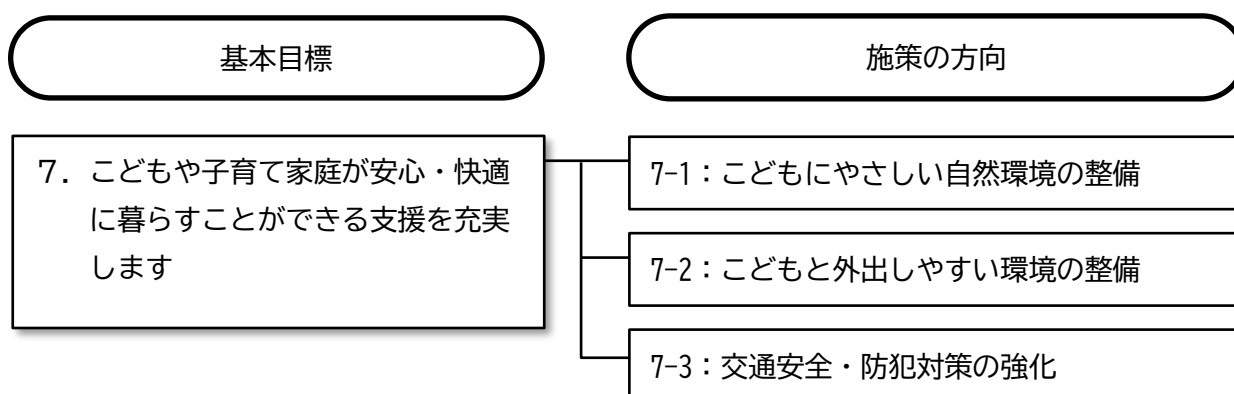 基本目標
施策の方向
7．こどもや子育て家庭が安心・快適
に暮らすことができる支援を充実
します
7-1：こどもにやさしい自然環境の整備
7-2：こどもと外出しやすい環境の整備
7-3：交通安全・防犯対策の強化